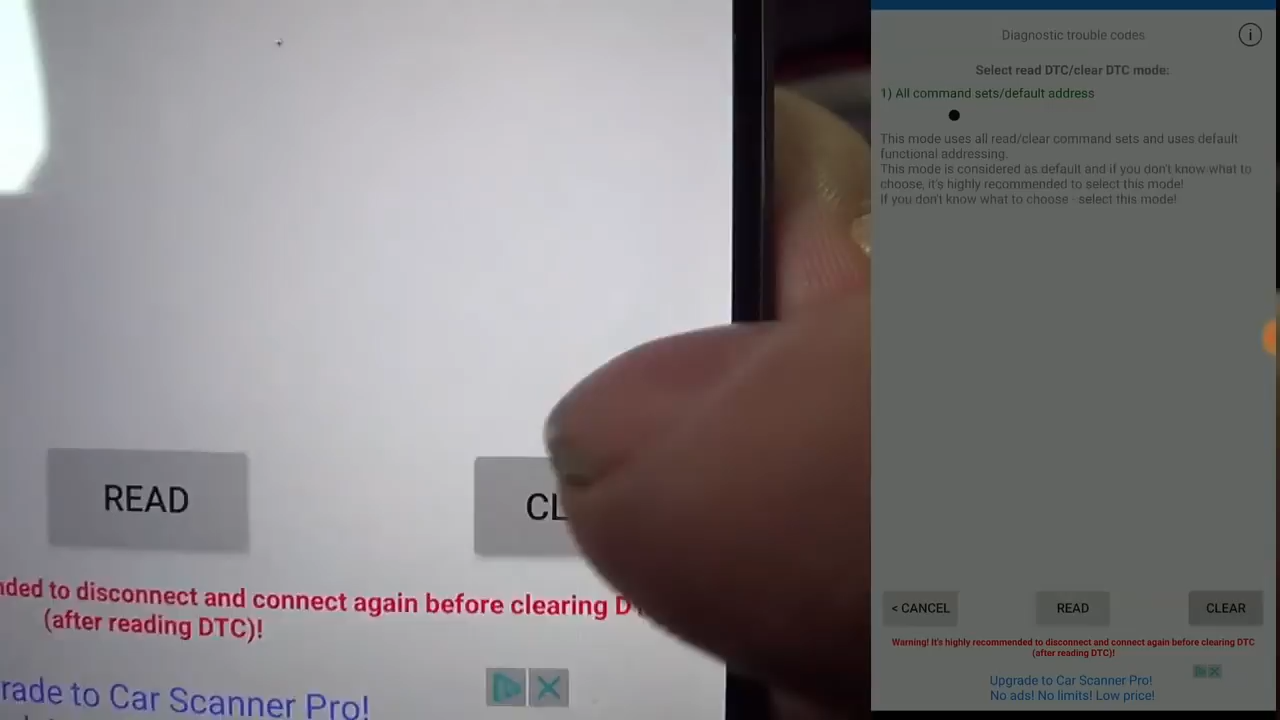 READ
CL
ded to disconnect and connect again before clearing D
(after reading DTC)!
rade to Car Scanner Pro!
Diagnostic trouble codes
i
Select read DTC/clear DTC mode:
1) All command sets/default address
This mode uses all read/clear command sets and uses default
functional addressing.
This mode is considered as default and if you don't know what to
choose, it's highly recommended to select this mode!
If you don't know what to choose - select this mode!
< CANCEL
READ
CLEAR
Warning! It's highly recommended to disconnect and connect again before clearing DTC
(after reading DTC)!
Upgrade to Car Scanner Pro!
No ads! No limits! Low price!